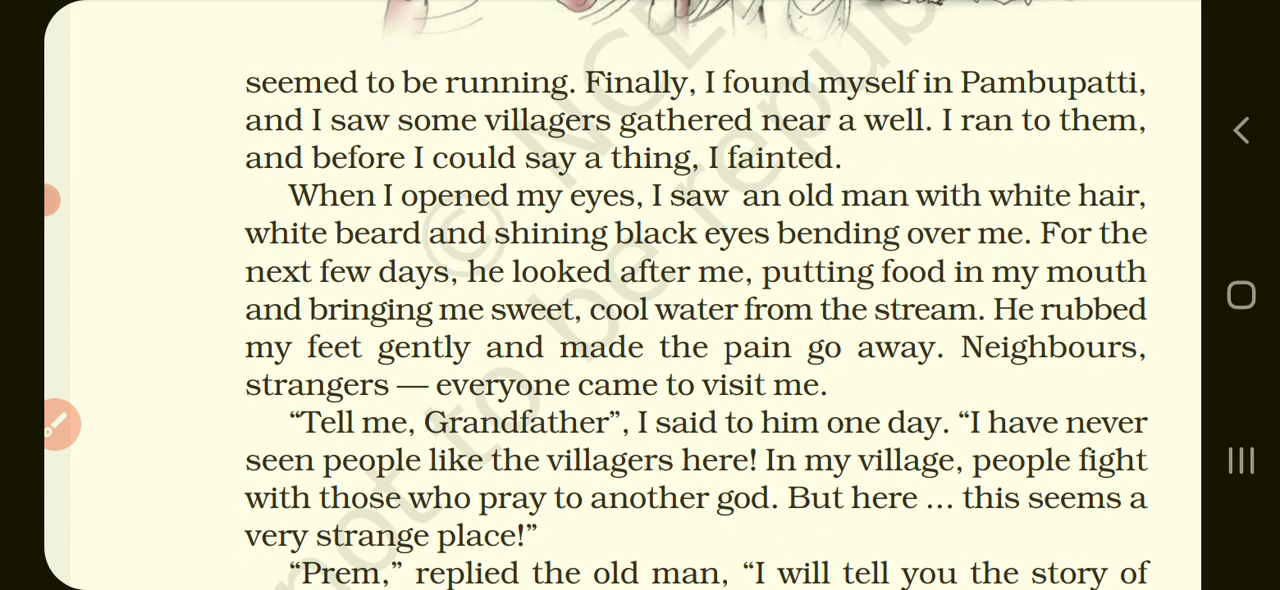 seemed to be running. Finally, I found myself in Pambupatti,
and I saw some villagers gathered near a well. I ran to them,
and before I could say a thing, I fainted.
When I opened my eyes, I saw an old man with white hair,
white beard and shining black eyes bending over me. For the
next few days, he looked after me, putting food in my mouth
and bringing me sweet, cool water from the stream. He rubbed
my feet gently and made the pain go away. Neighbours,
strangers — everyone came to visit me.
“Tell me, Grandfather”, I said to him one day. “I have never
seen people like the villagers here! In my village, people fight
with those who pray to another god. But here ... this seems a
very strange place!”
“Prem,” replied the old man, “I will tell you the story of
© NCE
not to be repub